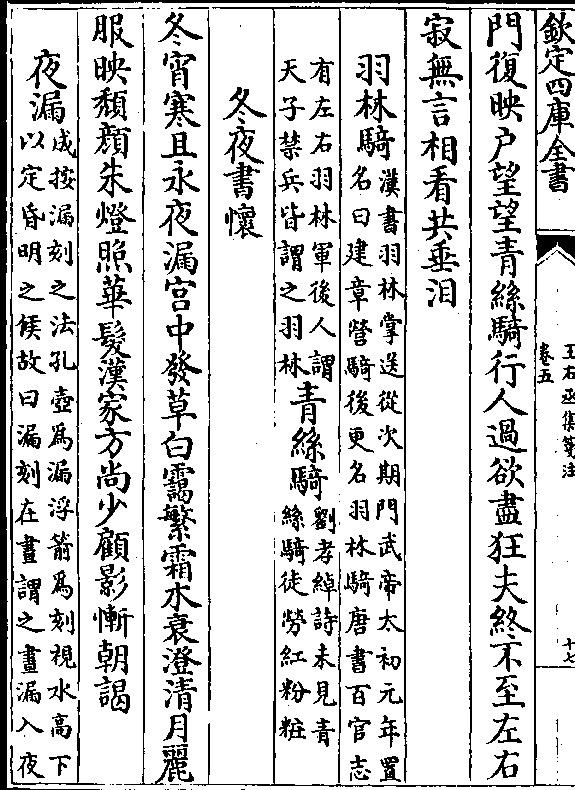 欽定四庫全書
王右丞集箋注
卷五
十七
門復映户望望青絲騎行人過欲盡狂夫終不至左右
寂無言相看共垂泪
羽林騎
漢書羽林掌送從次期門武帝太初元年置
名曰建章營騎後更名羽林騎唐書百官志
有左右羽林軍後人謂
天子禁兵皆謂之羽林
青絲騎
劉孝綽詩未見青
絲騎徒勞紅粉粧
冬夜書懷
冬宵寒且永夜漏宫中發草白靄繁霜木衰澄清月麗
服映頽顔朱燈照華髮漢家方尚少顧影慚朝謁
夜漏
成按漏刻之法孔壺為漏浮箭為刻視水高下
以定昏明之候故曰漏刻在晝謂之晝漏入夜